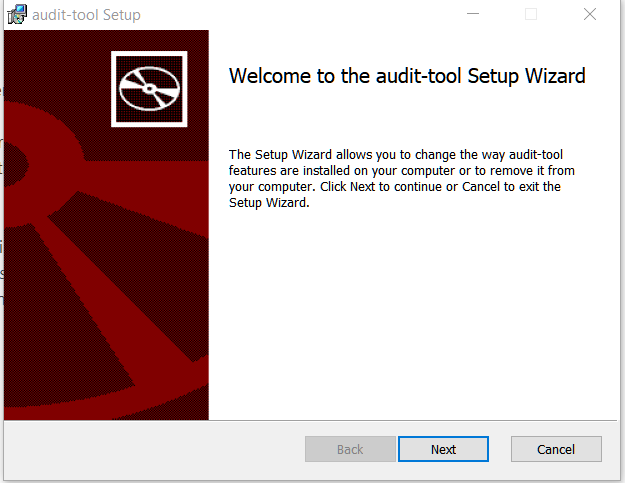 audit-tool Setup
Welcome to the audit-tool Setup Wizard
The Setup Wizard allows you to change the way audit-tool
features are installed on your computer or to remove it from
your computer. Click Next to continue or Cancel to exit the
Setup Wizard.
Back
Next
Cancel